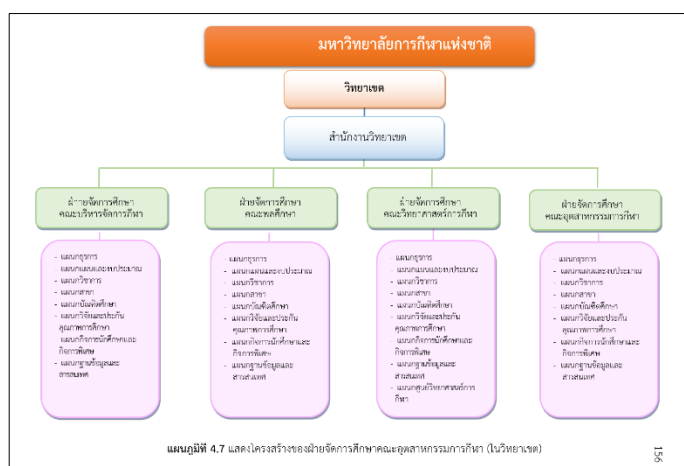 มหาวิทยาลัยการกีฬาแห่งชาติ
วิทยาเขต
สำนักงานวิทยาเขต
ฝ่ายจัดการศึกษา
คณะบริหารจัดการกีฬา
ฝ่ายจัดการศึกษา
คณะพลศึกษา
ฝ่ายจัดการศึกษา
คณะวิทยาศาสตร์การกีฬา
ฝ่ายจัดการศึกษา
คณะอุตสาหกรรมการกีฬา
- แผนกธุรการ
- แผนกแผนและงบประมาณ
- แผนกวิชาการ
- แผนกสาขา
- แผนกบัณฑิตศึกษา
- แผนกวิจัยและประกัน
คุณภาพการศึกษา
- แผนกกิจการนักศึกษาและ
กิจการพิเศษ
- แผนกฐานข้อมูลและ
สารสนเทศ
- แผนกธุรการ
- แผนกแผนและงบประมาณ
- แผนกวิชาการ
- แผนกสาขา
- แผนกบัณฑิตศึกษา
- แผนกวิจัยและประกัน
คุณภาพการศึกษา
- แผนกกิจการนักศึกษาและ
กิจการพิเศษ
- แผนกฐานข้อมูลและ
สารสนเทศ
- แผนกธุรการ
- แผนกแผนและงบประมาณ
- แผนกวิชาการ
- แผนกสาขา
- แผนกบัณฑิตศึกษา
- แผนกวิจัยและประกัน
คุณภาพการศึกษา
- แผนกกิจการนักศึกษาและ
กิจการพิเศษ
- แผนกฐานข้อมูลและ
สารสนเทศ
- แผนกศูนย์วิทยาศาสตร์การ
กีฬา
- แผนกธุรการ
- แผนกแผนและงบประมาณ
- แผนกวิชาการ
- แผนกสาขา
- แผนกบัณฑิตศึกษา
- แผนกวิจัยและประกัน
คุณภาพการศึกษา
- แผนกกิจการนักศึกษาและ
กิจการพิเศษ
- แผนกฐานข้อมูลและ
สารสนเทศ
แผนภูมิที่ 4.7 แสดงโครงสร้างของฝ่ายจัดการศึกษาคณะอุตสาหกรรมการกีฬา (ในวิทยาเขต)
156